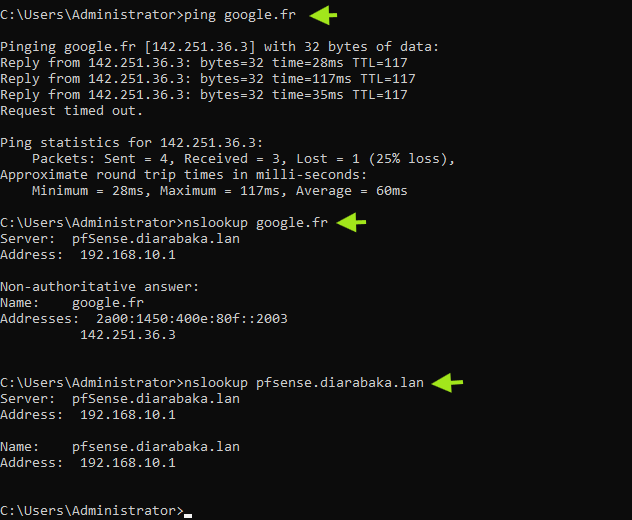 C:\Users\Administrator>ping google.fr
Pinging google.fr [142.251.36.3] with 32 bytes of data:
Reply from 142.251.36.3: bytes=32 time=28ms TTL=117
Reply from 142.251.36.3: bytes=32 time=117ms TTL=117
Reply from 142.251.36.3: bytes=32 time=35ms TTL=117
Request timed out.
Ping statistics for 142.251.36.3:
    Packets: Sent = 4, Received = 3, Lost = 1 (25% loss),
Approximate round trip times in milli-seconds:
    Minimum = 28ms, Maximum = 117ms, Average = 60ms
C:\Users\Administrator>nslookup google.fr
Server:  pfSense.diarabaka.lan
Address:  192.168.10.1
Non-authoritative answer:
Name:    google.fr
Addresses:  2a00:1450:400e:80f::2003
          142.251.36.3
C:\Users\Administrator>nslookup pfsense.diarabaka.lan
Server:  pfSense.diarabaka.lan
Address:  192.168.10.1
Name:    pfsense.diarabaka.lan
Address:  192.168.10.1
C:\Users\Administrator>